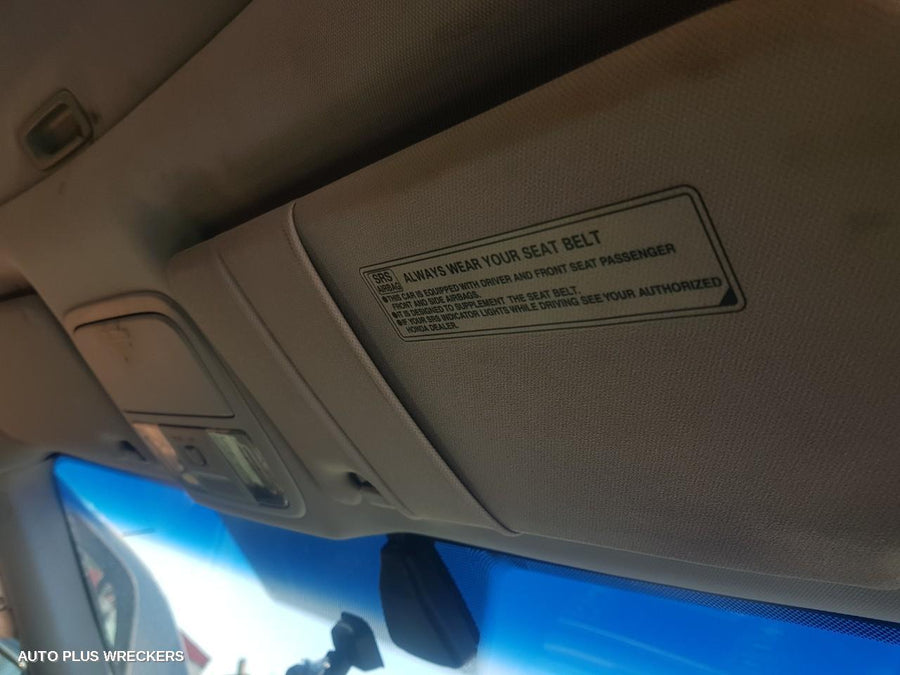 SRS
AIRBAG
ALWAYS WEAR YOUR SEAT BELT
●THIS CAR IS EQUIPPED WITH DRIVER AND FRONT SEAT PASSENGER
FRONT AND SIDE AIRBAGS.
●IT IS DESIGNED TO SUPPLEMENT THE SEAT BELT.
●IF YOUR SRS INDICATOR LIGHTS WHILE DRIVING SEE YOUR AUTHORIZED
HONDA DEALER.
AUTO PLUS WRECKERS